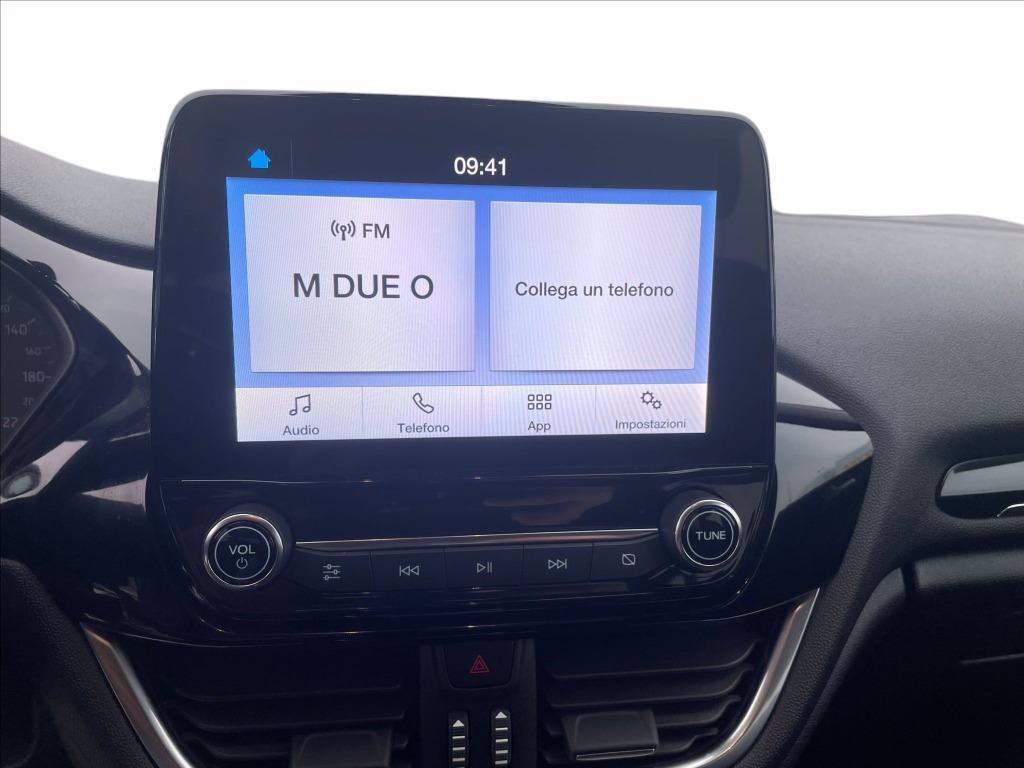 09:41
FM
M DUE O
Collega un telefono
Audio
Telefono
App
Impostazioni
VOL
TUNE
140
160
180